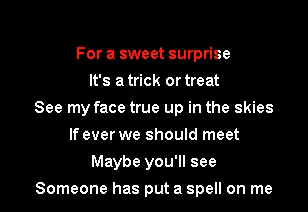 For a sweet surprise
It's a trick or treat
See my face true up in the skies
If ever we should meet
Maybe you'll see
Someone has put a spell on me